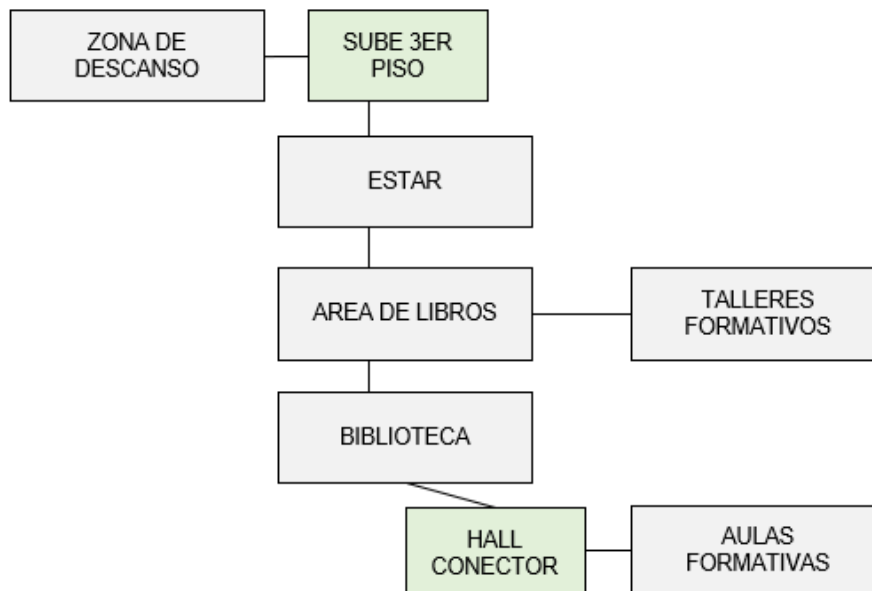 ZONA DE
DESCANSO
SUBE 3ER
PISO
ESTAR
AREA DE LIBROS
TALLERES
FORMATIVOS
BIBLIOTECA
HALL
CONECTOR
AULAS
FORMATIVAS